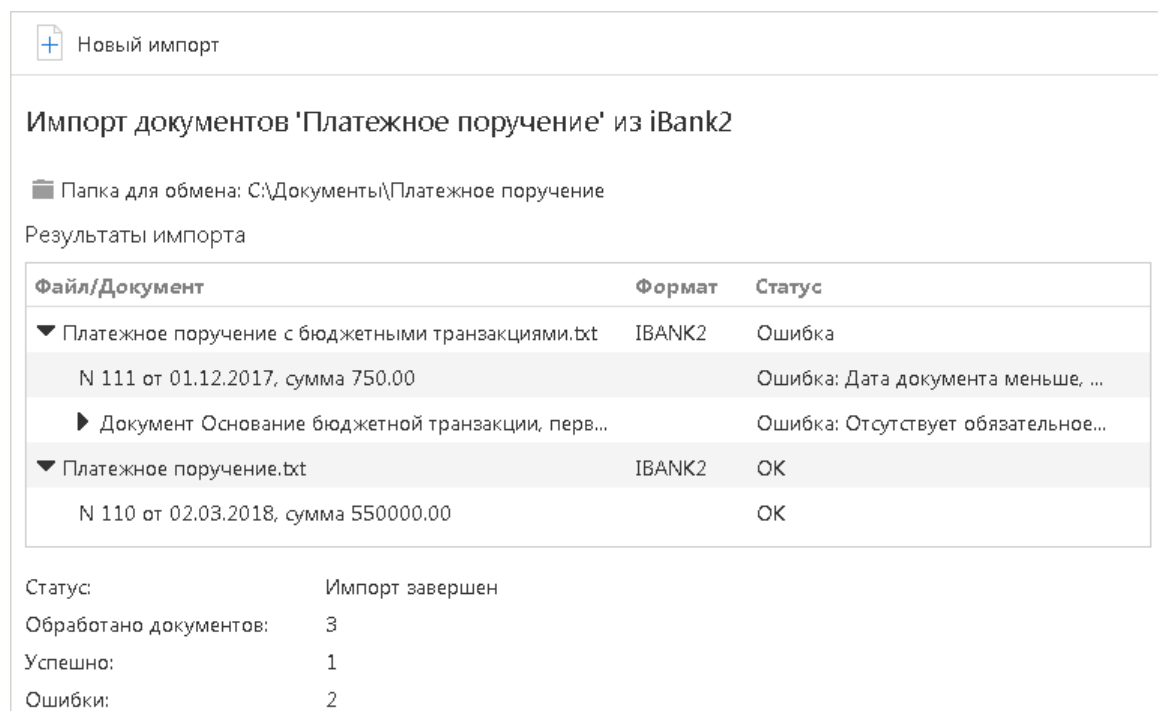 Новый импорт
Импорт документов 'Платежное поручение' из iBank2
Папка для обмена: C:\Документы\Платежное поручение
Результаты импорта
Файл/Документ Формат Статус
Платежное поручение с бюджетными транзакциями.txt IBANK2 Ошибка
N 111 от 01.12.2017, сумма 750.00 Ошибка: Дата документа меньше, ...
Документ Основание бюджетной транзакции, перв... Ошибка: Отсутствует обязательное...
Платежное поручение.txt IBANK2 OK
N 110 от 02.03.2018, сумма 550000.00 OK
Статус: Импорт завершен
Обработано документов: 3
Успешно: 1
Ошибки: 2